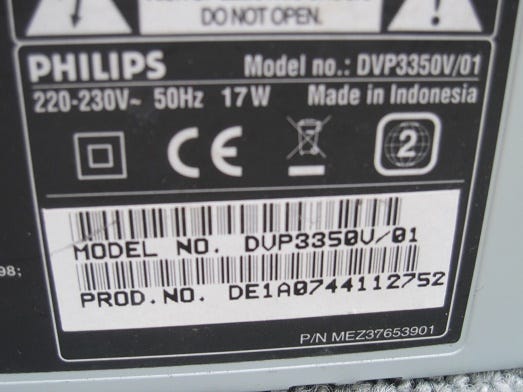 DO NOT OPEN.
PHILIPS Model no.: DVP3350V/01
220-230V~ 50Hz 17W Made in Indonesia
CE 2
MODEL NO. DVP3350V/01
98;
PROD.NO. DE1A0744112752
P/N MEZ37653901